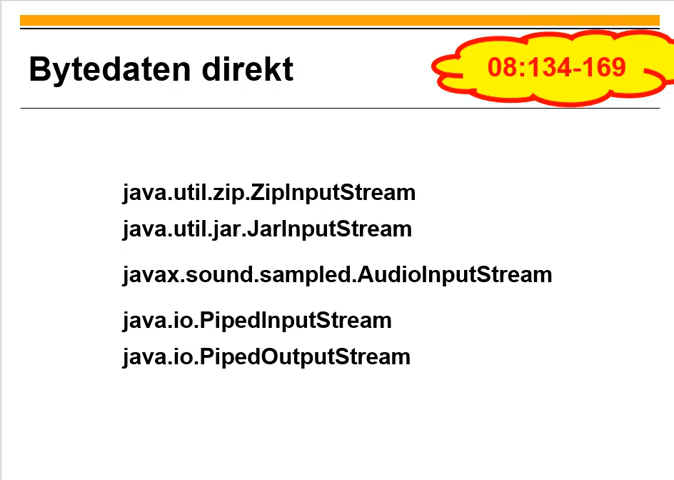 Bytedaten direkt
08:134-169
java.util.zip.ZipInputStream
java.util.jar.JarInputStream
javax.sound.sampled.AudioInputStream
java.io.PipedInputStream
java.io.PipedOutputStream